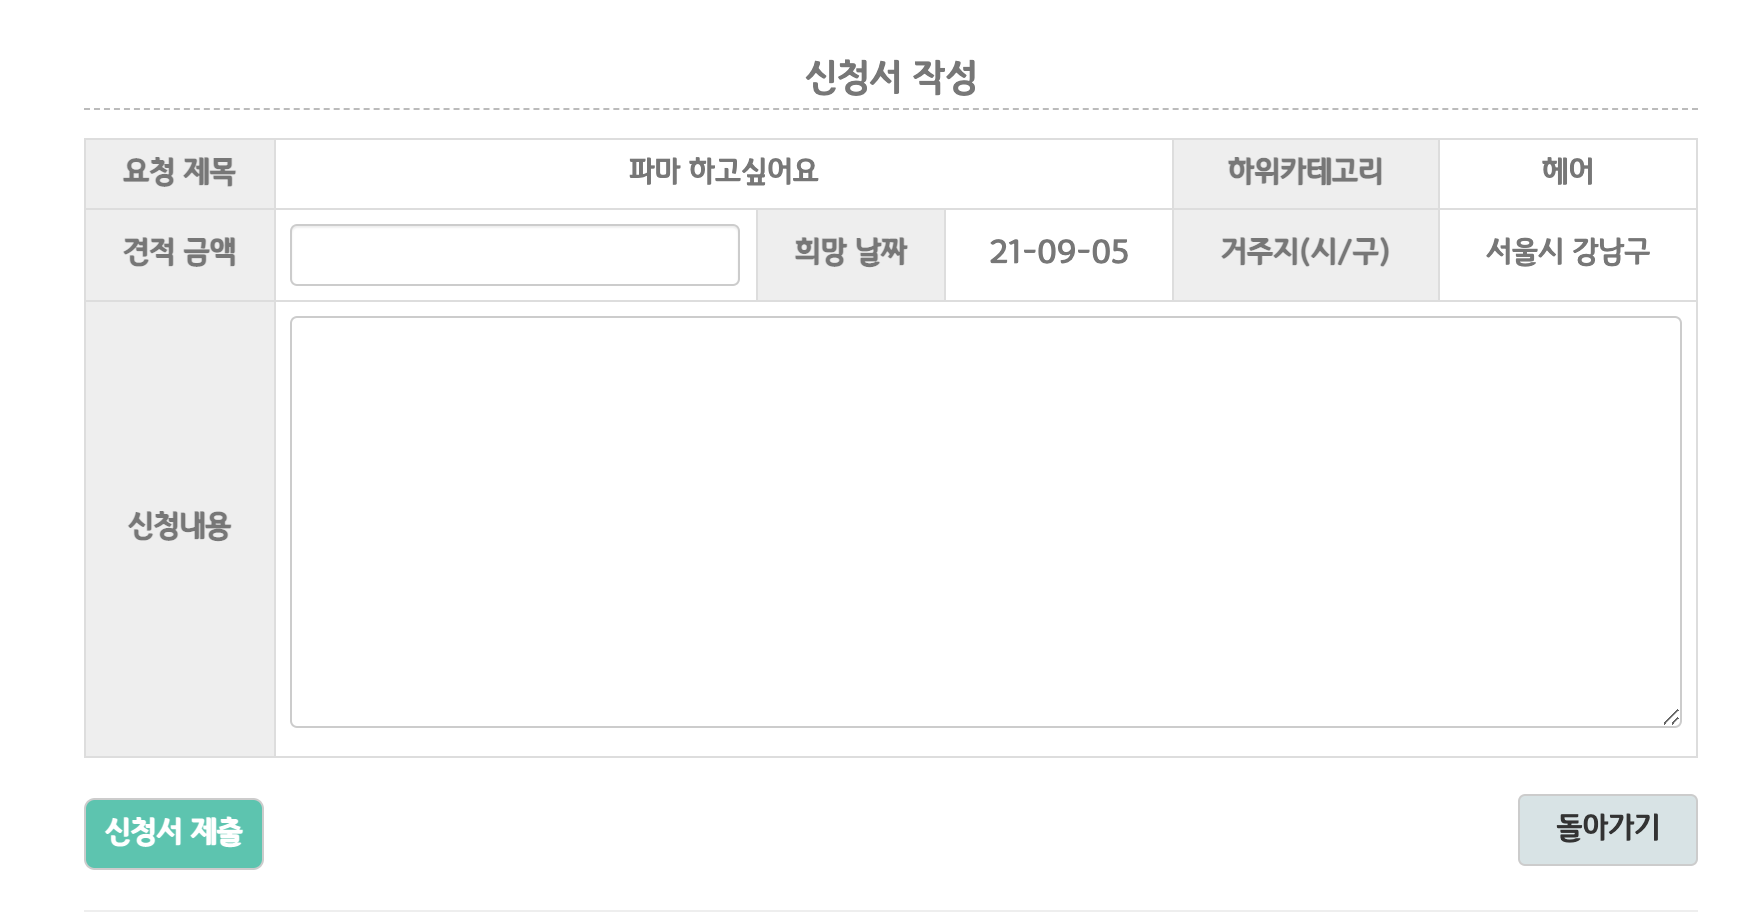 신청서 작성
요청 제목 파마 하고싶어요 하위카테고리 헤어
견적 금액 희망 날짜 21-09-05 거주지(시/구) 서울시 강남구
신청내용
신청서 제출 돌아가기